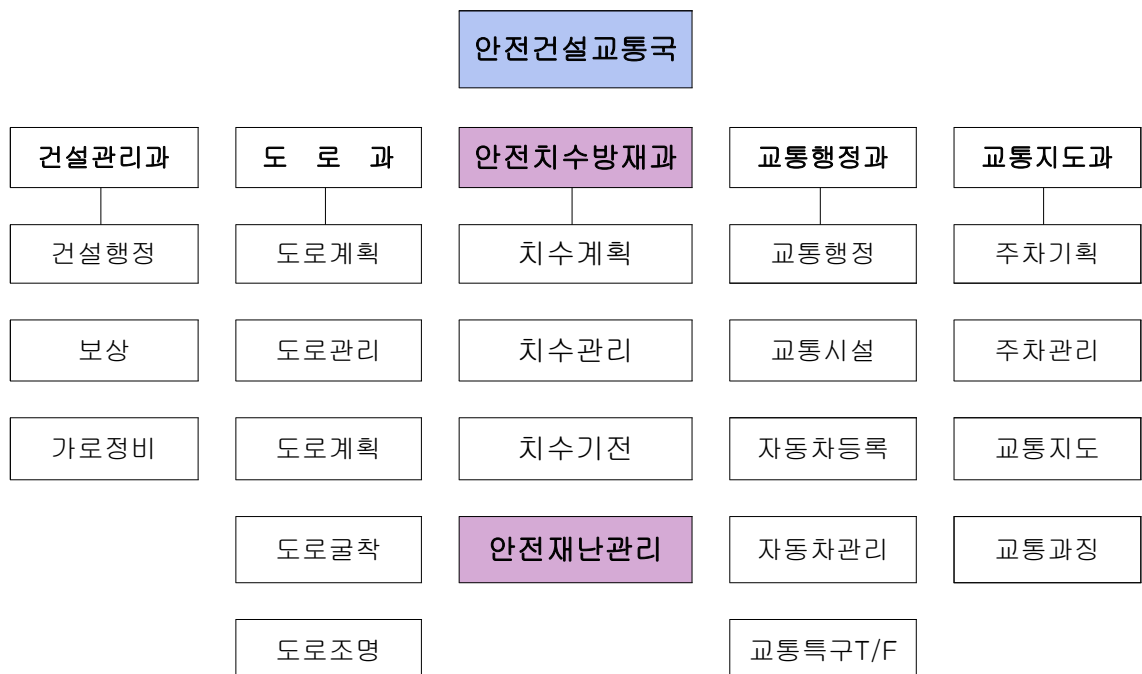 안전건설교통국
건설관리과 도 로 과 안전치수방재과 교통행정과 교통지도과
건설행정 도로계획 치수계획 교통행정 주차기획
보상 도로관리 치수관리 교통시설 주차관리
가로정비 도로계획 치수기전 자동차등록 교통지도
도로굴착 안전재난관리 자동차관리 교통과징
도로조명 교통특구T/F